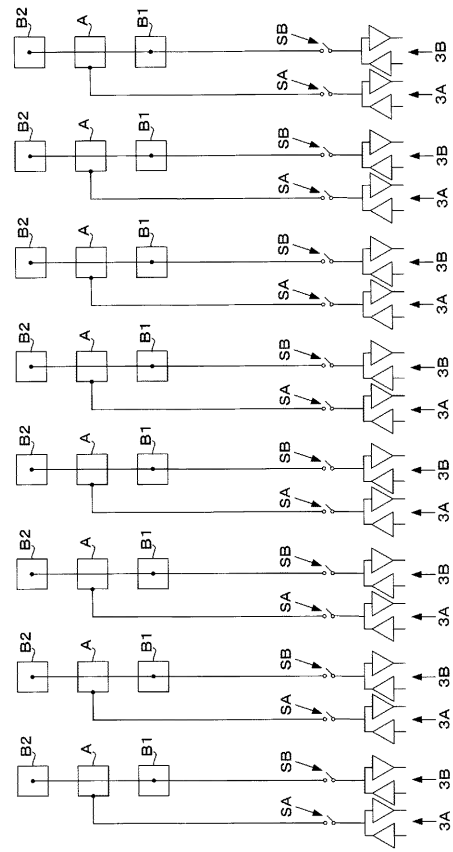 B2 B2 B2 B2 B2 B2 B2 B2
A A A A A A A A
B1 B1 B1 B1 B1 B1 B1 B1
SA SB SA SB SA SB SA SB SA SB SA SB SA SB SA SB
3A 3B 3A 3B 3A 3B 3A 3B 3A 3B 3A 3B 3A 3B 3A 3B